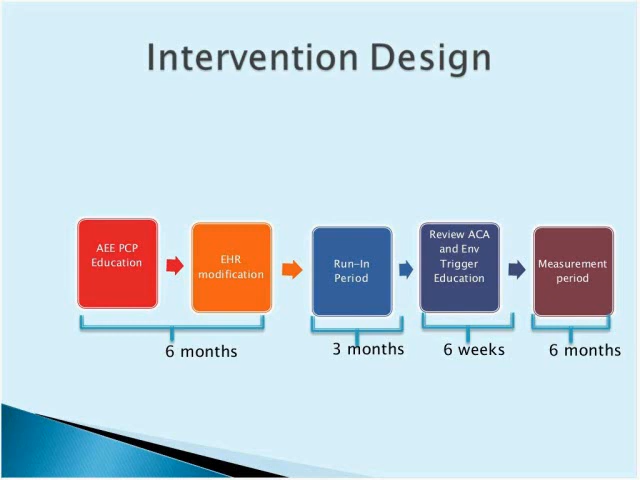 Intervention Design
AEE PCP
Education
EHR
modification
Run-In
Period
Review ACA
and Env
Trigger
Education
Measurement
period
6 months
3 months
6 weeks
6 months